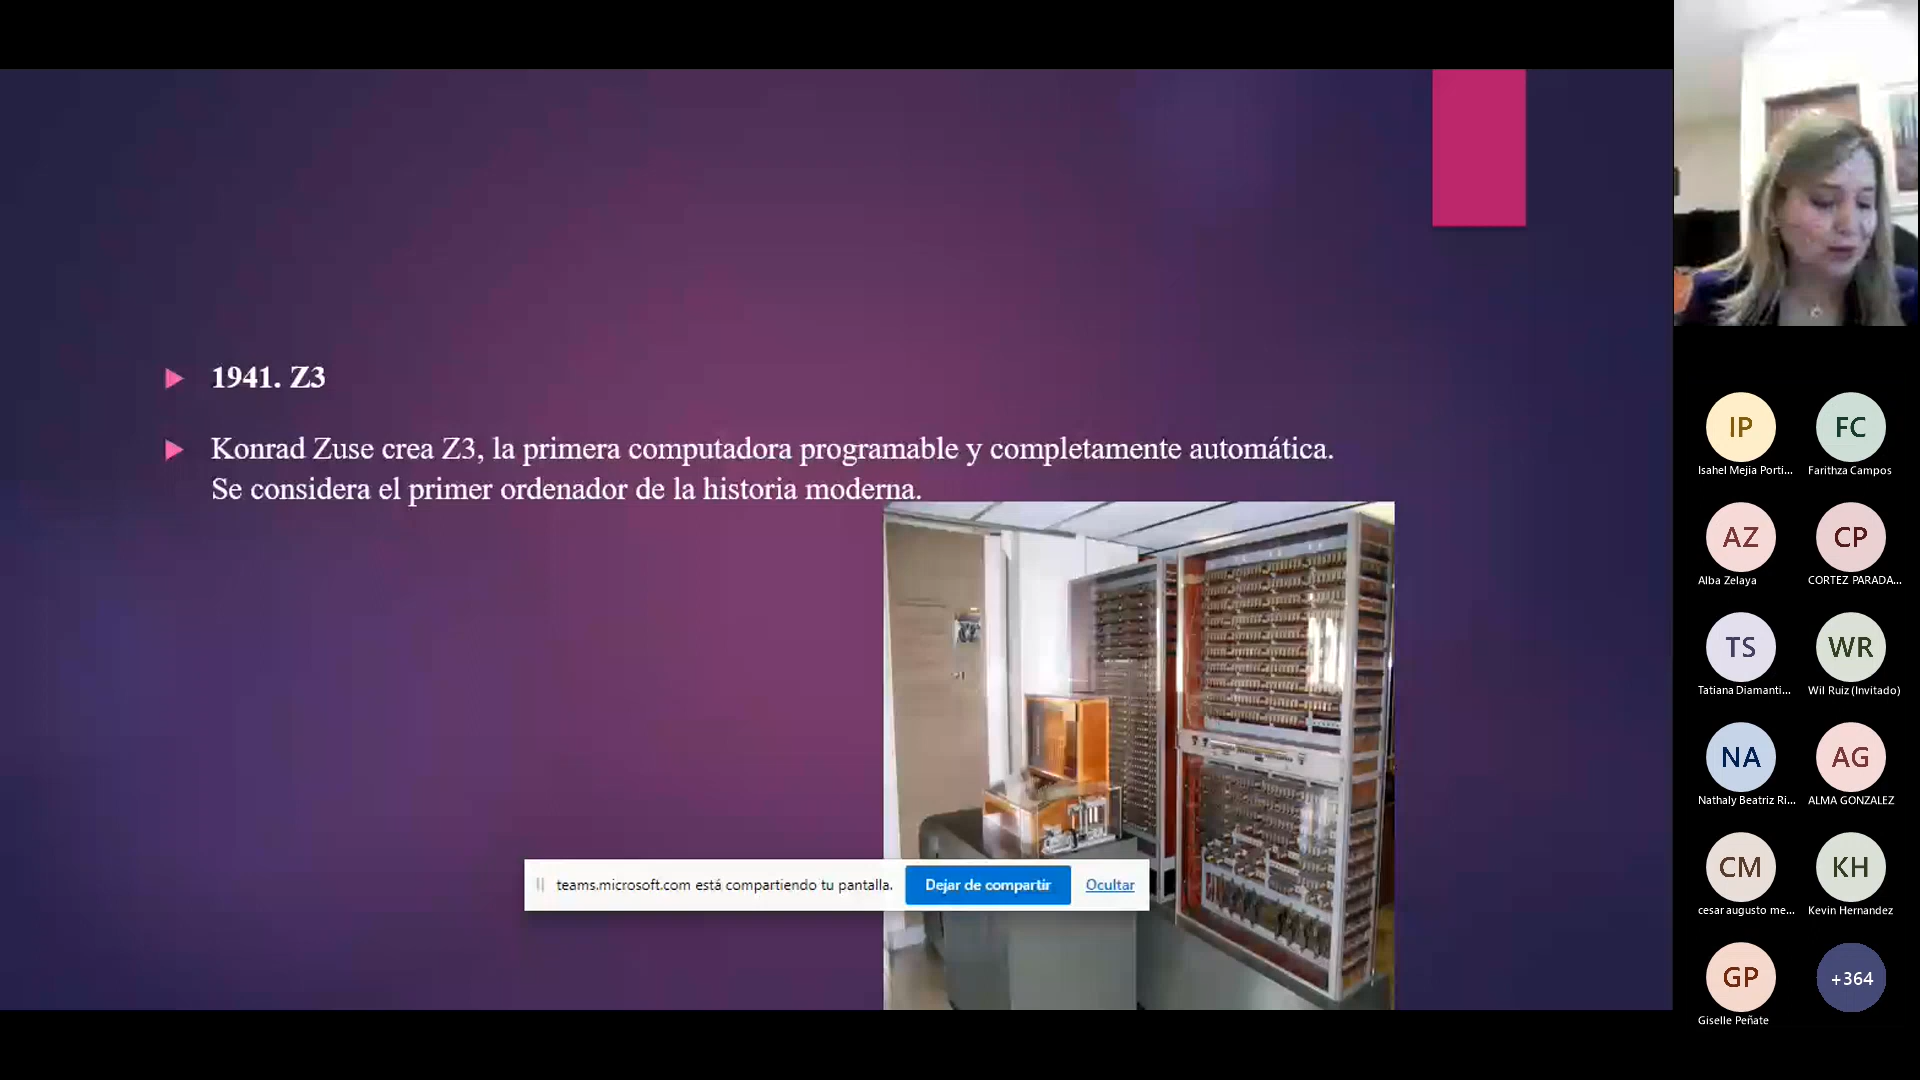 1941. Z3
Konrad Zuse crea Z3, la primera computadora programable y completamente automática.
Se considera el primer ordenador de la historia moderna.
teams.microsoft.com está compartiendo tu pantalla.
Dejar de compartir
Ocultar
IP
FC
Isahel Mejia Porti...
Farithza Campos
AZ
CP
Alba Zelaya
CORTEZ PARADA...
TS
WR
Tatiana Diamanti...
Wil Ruiz (Invitado)
NA
AG
Nathaly Beatriz Ri...
ALMA GONZALEZ
CM
KH
cesar augusto me...
Kevin Hernandez
GP
+364
Giselle Peñate